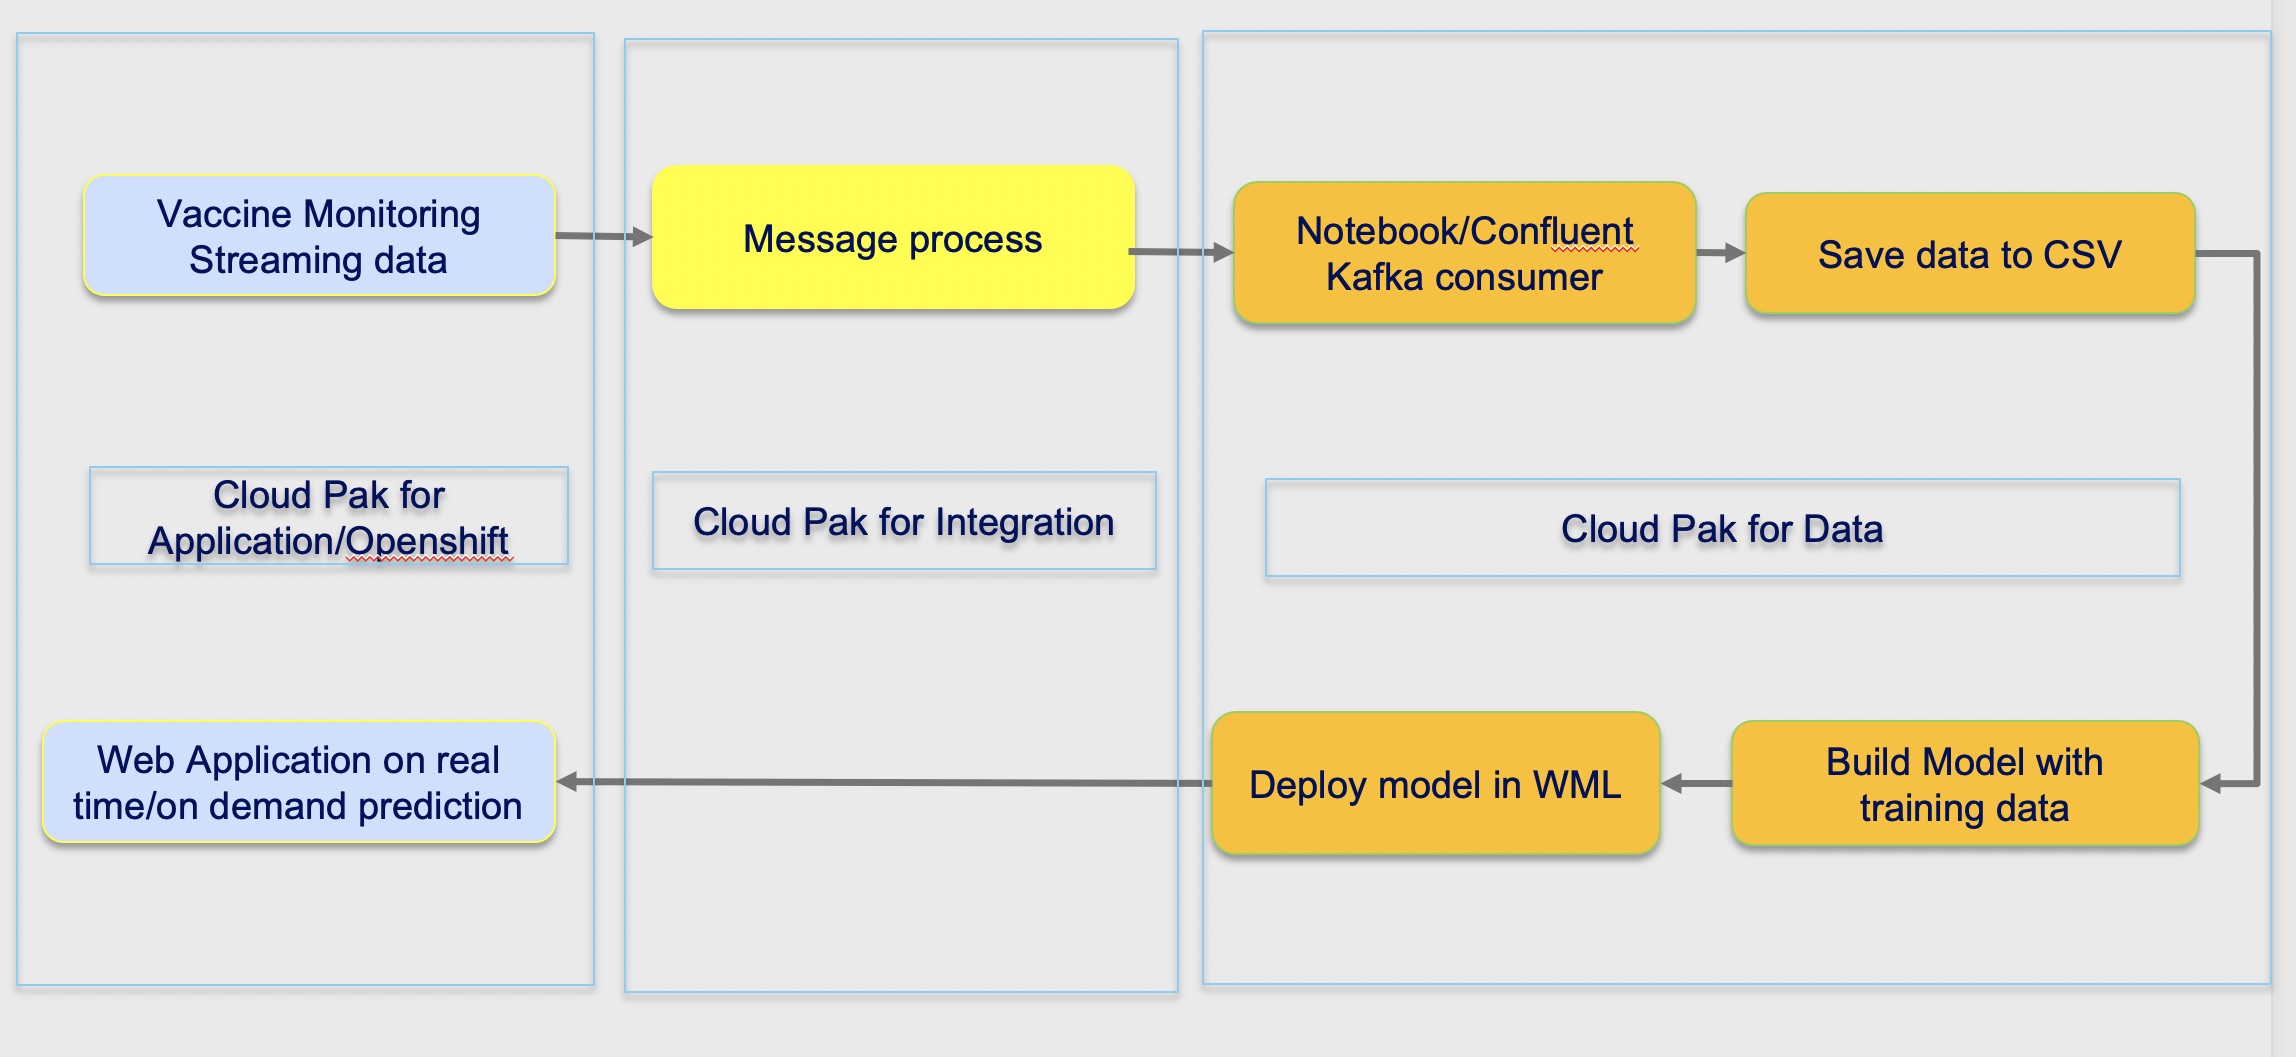 Vaccine Monitoring
Streaming data
Message process
Notebook/Confluent
Kafka consumer
Save data to CSV
Cloud Pak for
Application/Openshift
Cloud Pak for Integration
Cloud Pak for Data
Web Application on real
time/on demand prediction
Deploy model in WML
Build Model with
training data